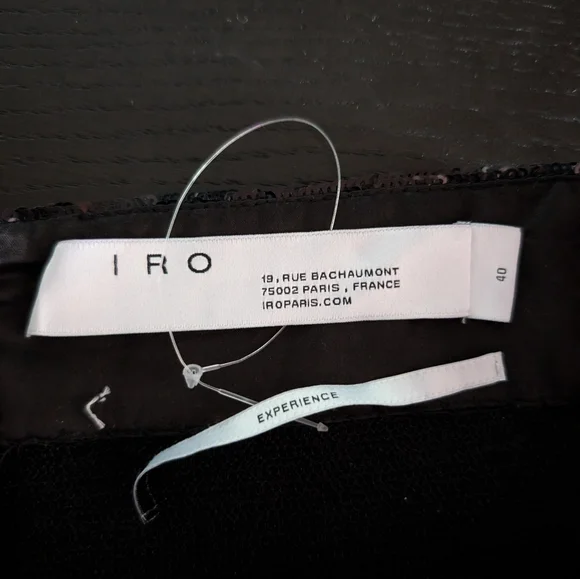 IRO
19, RUE BACHAUMONT
75002 PARIS, FRANCE
IROPARIS.COM
40
EXPERIENCE